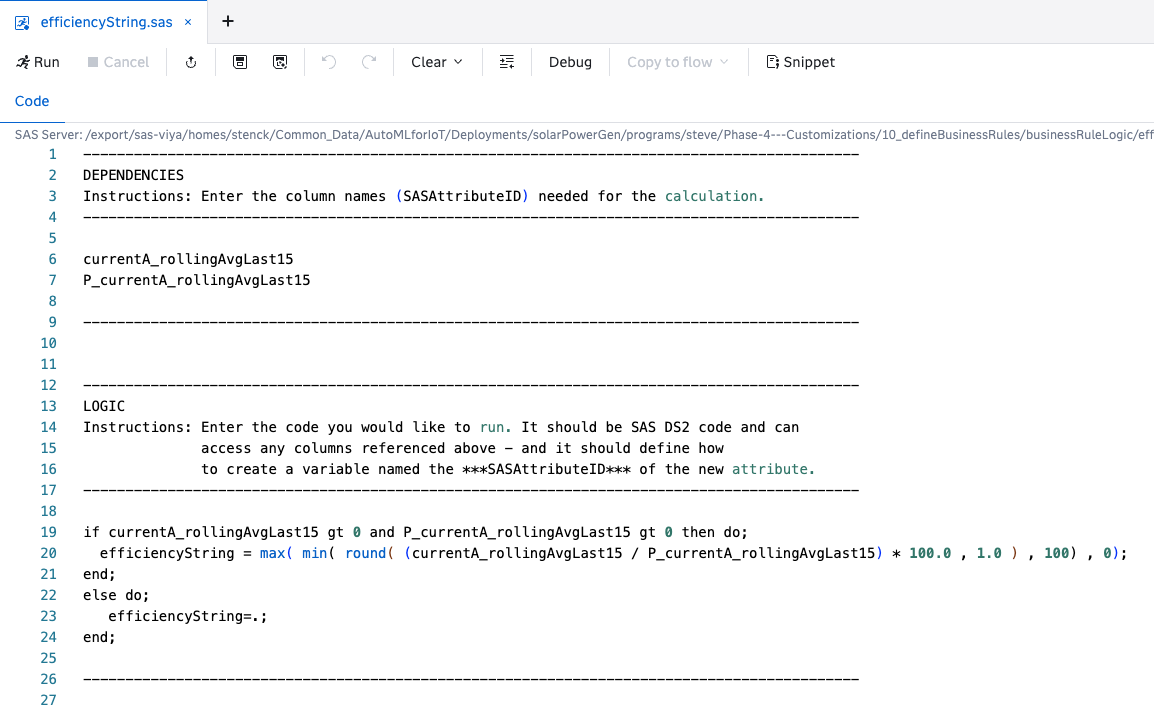 efficiencyString.sas × +
Run Cancel Clear Debug Copy to flow Snippet
Code
SAS Server: /export/sas-viya/homes/stenck/Common_Data/AutoMLforIoT/Deployments/solarPowerGen/programs/steve/Phase-4---Customizations/10_defineBusinessRules/businessRuleLogic/eff
1 --------------------------------------------------------------------------------------------
2 DEPENDENCIES
3 Instructions: Enter the column names (SASAttributeID) needed for the calculation.
4 --------------------------------------------------------------------------------------------
5
6 currentA_rollingAvgLast15
7 P_currentA_rollingAvgLast15
8
9 --------------------------------------------------------------------------------------------
10
11
12 --------------------------------------------------------------------------------------------
13 LOGIC
14 Instructions: Enter the code you would like to run. It should be SAS DS2 code and can
15 access any columns referenced above - and it should define how
16 to create a variable named the ***SASAttributeID*** of the new attribute.
17 --------------------------------------------------------------------------------------------
18
19 if currentA_rollingAvgLast15 gt 0 and P_currentA_rollingAvgLast15 gt 0 then do;
20 efficiencyString = max( min( round( (currentA_rollingAvgLast15 / P_currentA_rollingAvgLast15) * 100.0 , 1.0 ) , 100) , 0);
21 end;
22 else do;
23 efficiencyString=.;
24 end;
25
26 --------------------------------------------------------------------------------------------
27